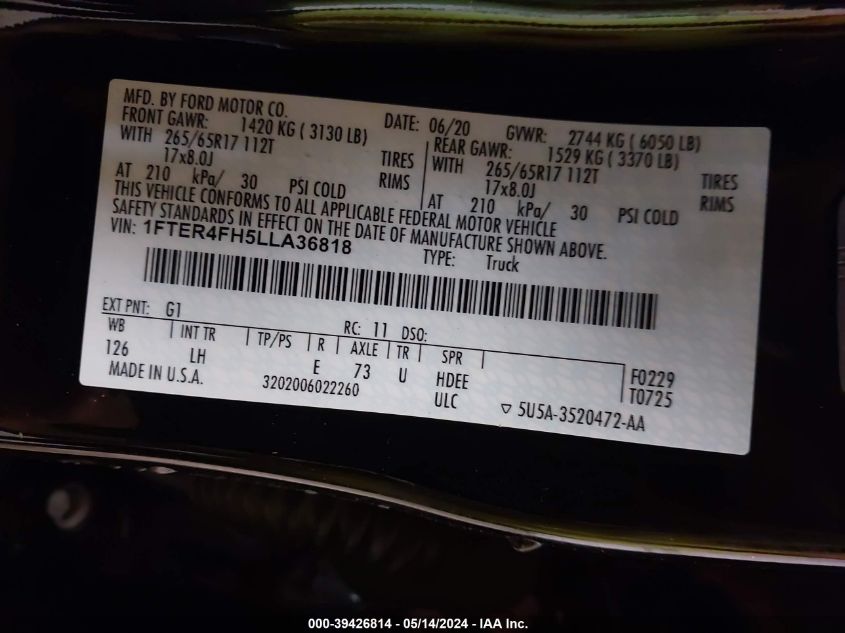 MFD. BY FORD MOTOR CO.
DATE: 06/20 GVWR: 2744 KG ( 6050 LB)
FRONT GAWR: 1420 KG ( 3130 LB)
WITH 265/65R17 112T TIRES
17x8.0J RIMS
AT 210 kPa/ 30 PSI COLD
REAR GAWR: 1529 KG ( 3370 LB)
WITH 265/65R17 112T TIRES
17x8.0J RIMS
AT 210 kPa/ 30 PSI COLD
THIS VEHICLE CONFORMS TO ALL APPLICABLE FEDERAL MOTOR VEHICLE
SAFETY STANDARDS IN EFFECT ON THE DATE OF MANUFACTURE SHOWN ABOVE.
VIN: 1FTER4FH5LLA36818
TYPE: Truck
EXT PNT: G1
RC: 11 DSO:
WB | INT TR | TP/PS | R | AXLE | TR | SPR |
126 LH E 73 U HDEE
F0229
MADE IN U.S.A. 3202006022260 ULC
T0725
▽ 5U5A-3520472-AA
000-39426814 - 05/14/2024 - IAA Inc.